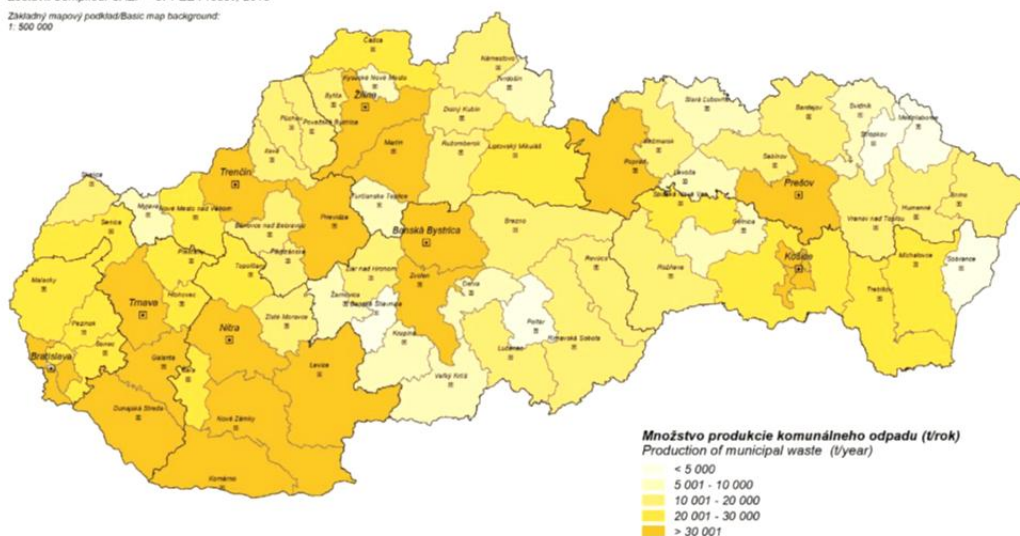 Základný mapový podklad/Basic map background:
1: 500 000
Čadca
Námestovo
Kysucké Nové Mesto
Tvrdošín
Bytča
Žilina
Dolný Kubín
Stará Ľubovňa
Bardejov
Svidník
Medzilaborce
Stropkov
Púchov
Považská Bystrica
Martin
Ružomberok
Liptovský Mikuláš
Kežmarok
Poprad
Sabinov
Ilava
Levoča
Prešov
Trenčín
Turčianske Teplice
Spišská Nová Ves
Humenné
Snina
Vranov nad Topľou
Skalica
Myjava
Nové Mesto nad Váhom
Prievidza
Banská Bystrica
Brezno
Gelnica
Senica
Bánovce nad Bebravou
Partizánske
Piešťany
Topoľčany
Žiar nad Hronom
Zvolen
Detva
Revúca
Rožňava
Košice
Michalovce
Sobrance
Trebišov
Malacky
Hlohovec
Žarnovica
Banská Štiavnica
Poltár
Trnava
Zlaté Moravce
Krupina
Rimavská Sobota
Pezinok
Nitra
Lučenec
Senec
Galanta
Levice
Veľký Krtíš
Bratislava
Šaľa
Dunajská Streda
Nové Zámky
Komárno
Množstvo produkcie komunálneho odpadu (t/rok)
Production of municipal waste (t/year)
< 5 000
5 001 - 10 000
10 001 - 20 000
20 001 - 30 000
> 30 001